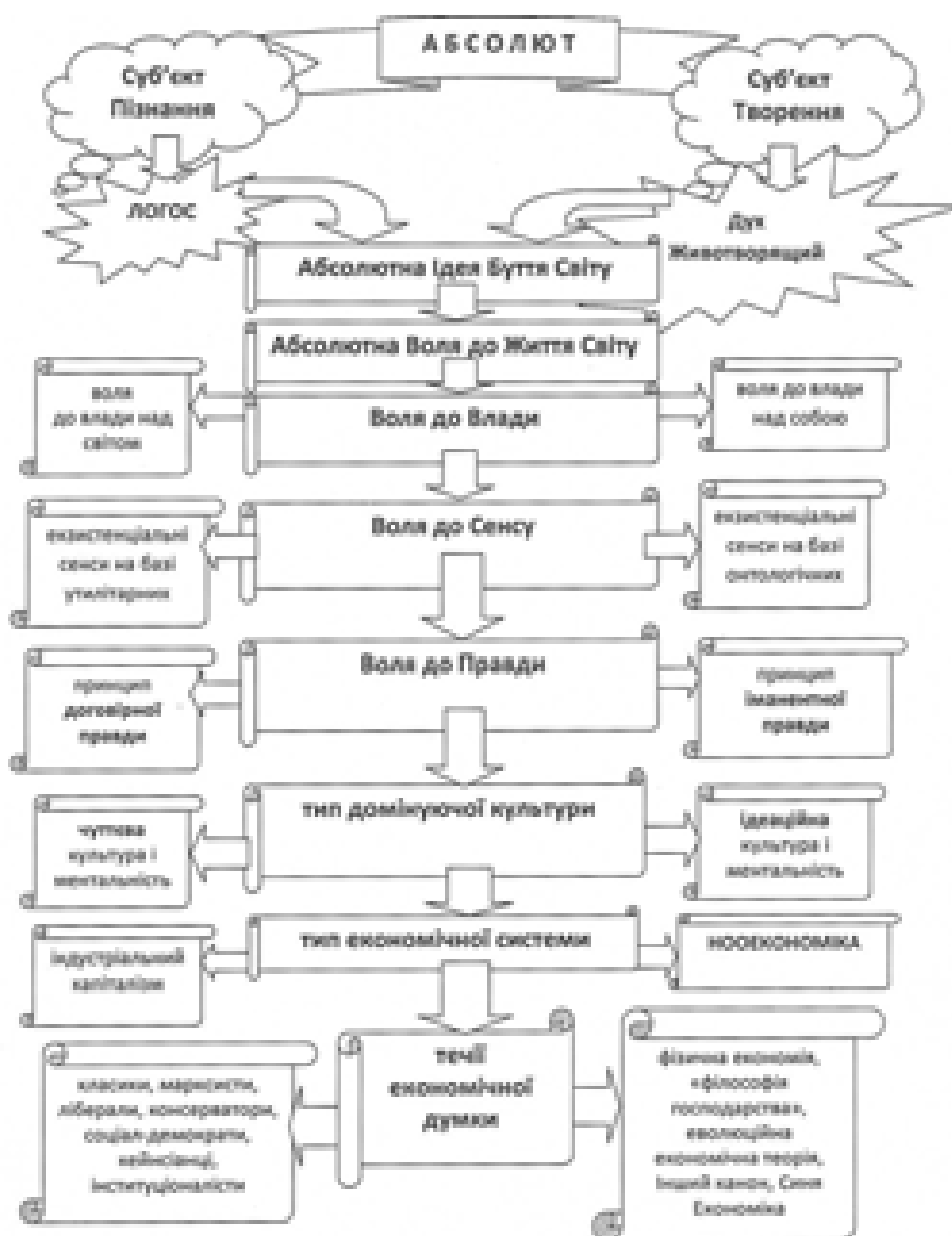 АБСОЛЮТ
Суб'єкт
Пізнання
Суб'єкт
Творення
ЛОГОС
Дух
Животворящий
Абсолютна Ідея Буття Світу
Абсолютна Воля до Життя Світу
воля
до влади над
світом
Воля до Влади
воля до влади
над собою
екзистенціальні
сенси на базі
утилітарних
Воля до Сенсу
екзистенціальні
сенси на базі
онтологічних
принцип
договірної
правди
Воля до Правди
принцип
іманентної
правди
чуттєва
культура і
ментальність
тип домінуючої культури
ідеаційна
культура і
ментальність
індустріальний
капіталізм
тип економічної системи
НООЕКОНОМІКА
класики, марксисти,
ліберали, консерватори,
соціал-демократи,
кейнсіанці,
інституціоналісти
течії
економічної
думки
фізична економія,
«філософія
господарства»,
еволюційна
економічна теорія,
Інший канон, Синя
Економіка